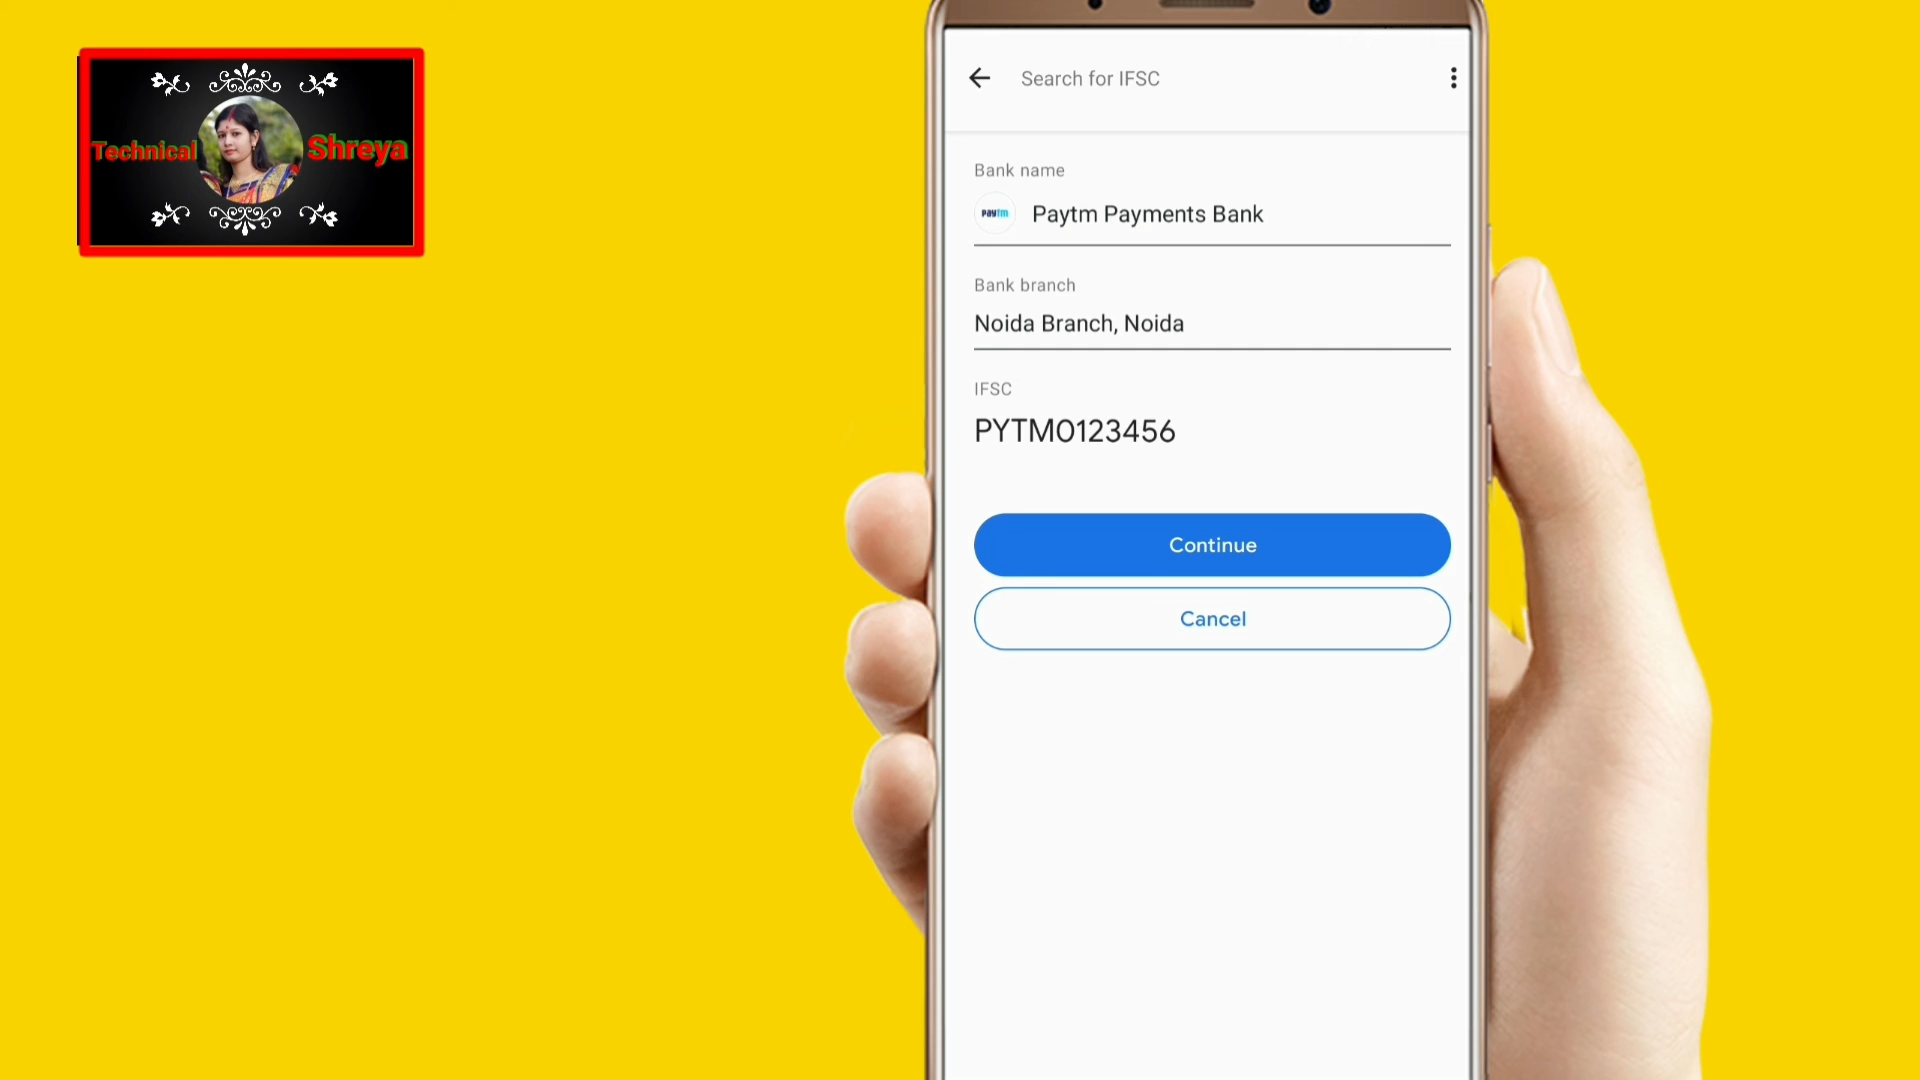 Technical Shreya
Search for IFSC
Bank name
Paytm Paytm Payments Bank
Bank branch
Noida Branch, Noida
IFSC
PYTM0123456
Continue
Cancel